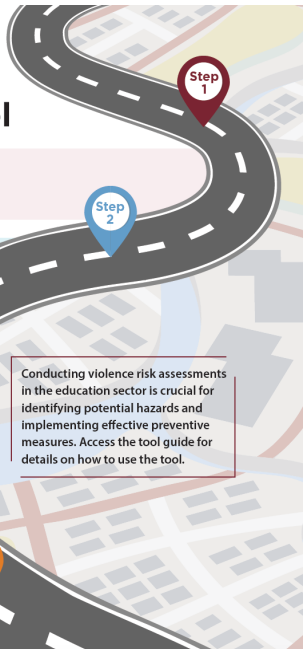 Step
1
Step
2
Conducting violence risk assessments
in the education sector is crucial for
identifying potential hazards and
implementing effective preventive
measures. Access the tool guide for
details on how to use the tool.